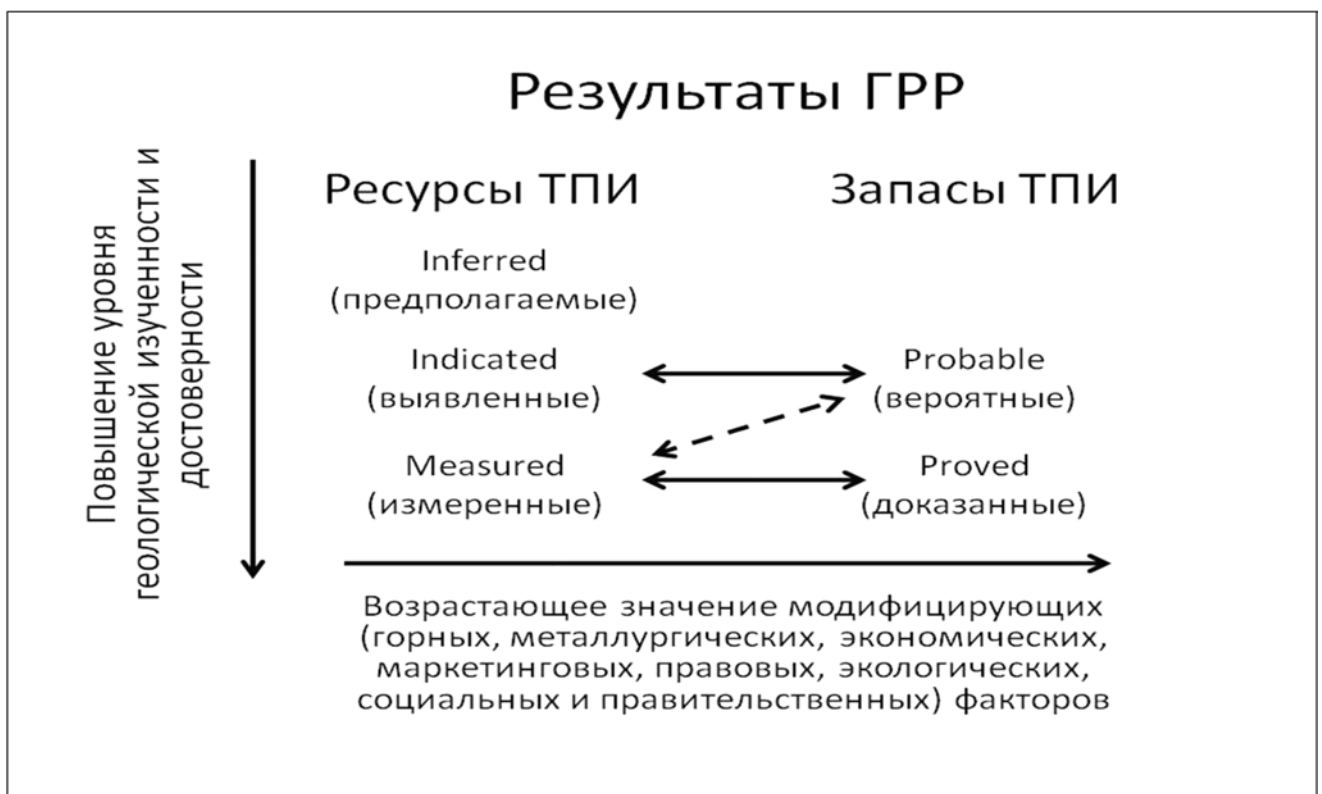 Результаты ГРР
Повышение уровня
геологической изученности и
достоверности
Ресурсы ТПИ
Запасы ТПИ
Inferred
(предполагаемые)
Indicated
(выявленные)
Probable
(вероятные)
Measured
(измеренные)
Proved
(доказанные)
Возрастающее значение модифицирующих
(горных, металлургических, экономических,
маркетинговых, правовых, экологических,
социальных и правительственных) факторов